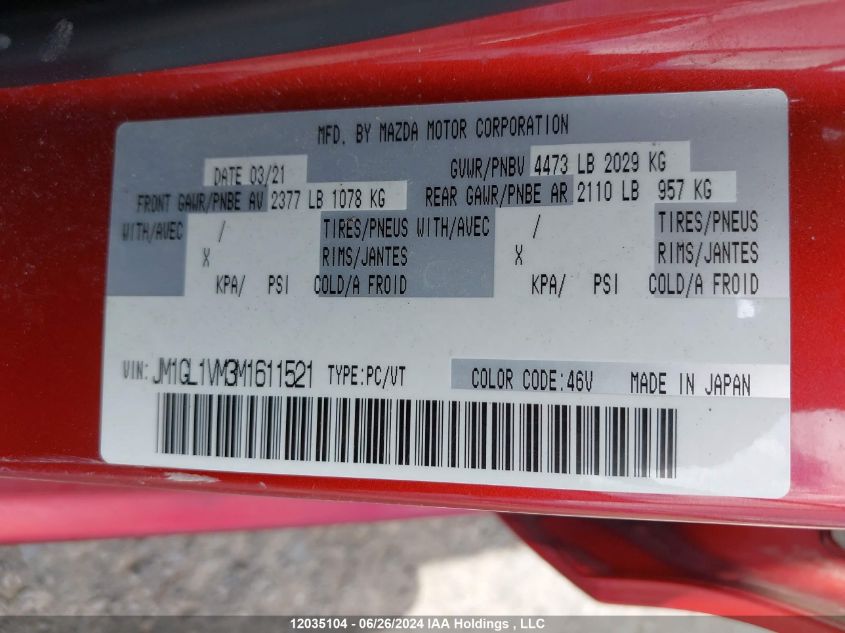 MFD. BY MAZDA MOTOR CORPORATION
DATE 03/21 GVWR/PNBV 4473 LB 2029 KG
FRONT GAWR/PNBE AV 2377 LB 1078 KG REAR GAWR/PNBE AR 2110 LB 957 KG
WITH/AVEC / TIRES/PNEUS WITH/AVEC / TIRES/PNEUS
X RIMS/JANTES X RIMS/JANTES
KPA/ PSI COLD/A FROID KPA/ PSI COLD/A FROID
VIN: JM1GL1VM3M1611521 TYPE:PC/VT COLOR CODE:46V MADE IN JAPAN
12035104 - 06/26/2024 IAA Holdings , LLC